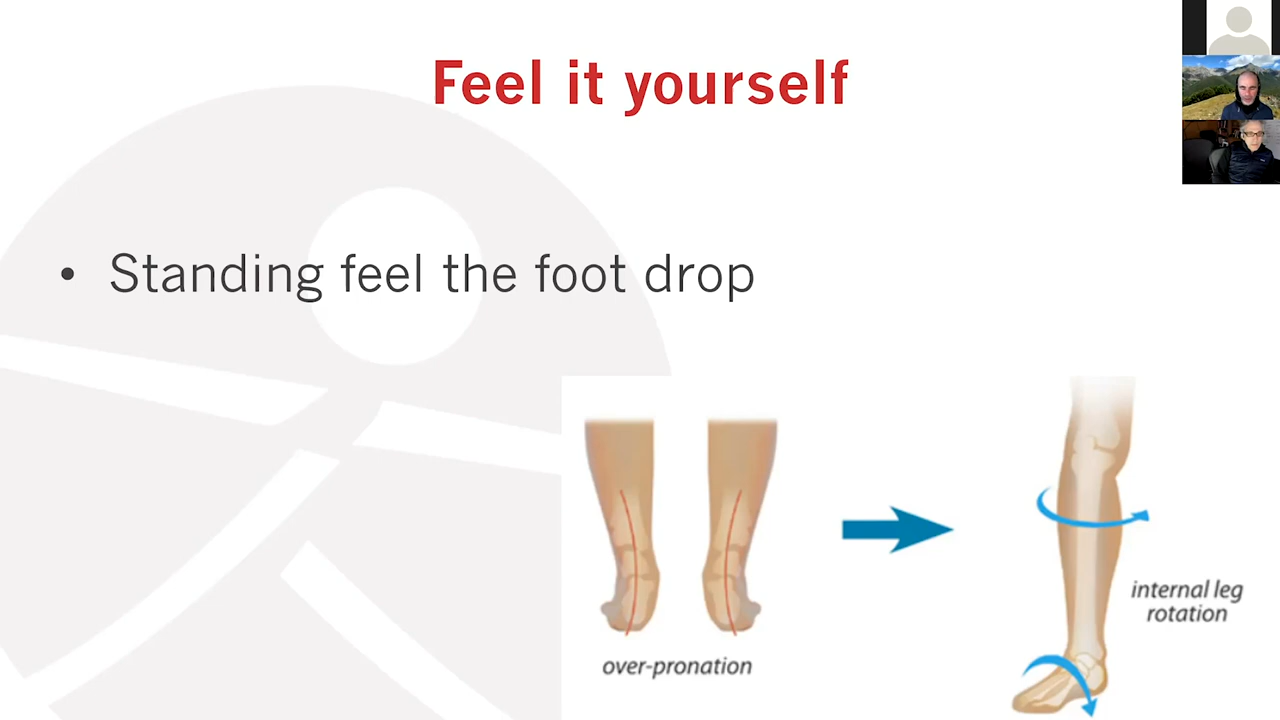 Feel it yourself
• Standing feel the foot drop
over-pronation
internal leg
rotation